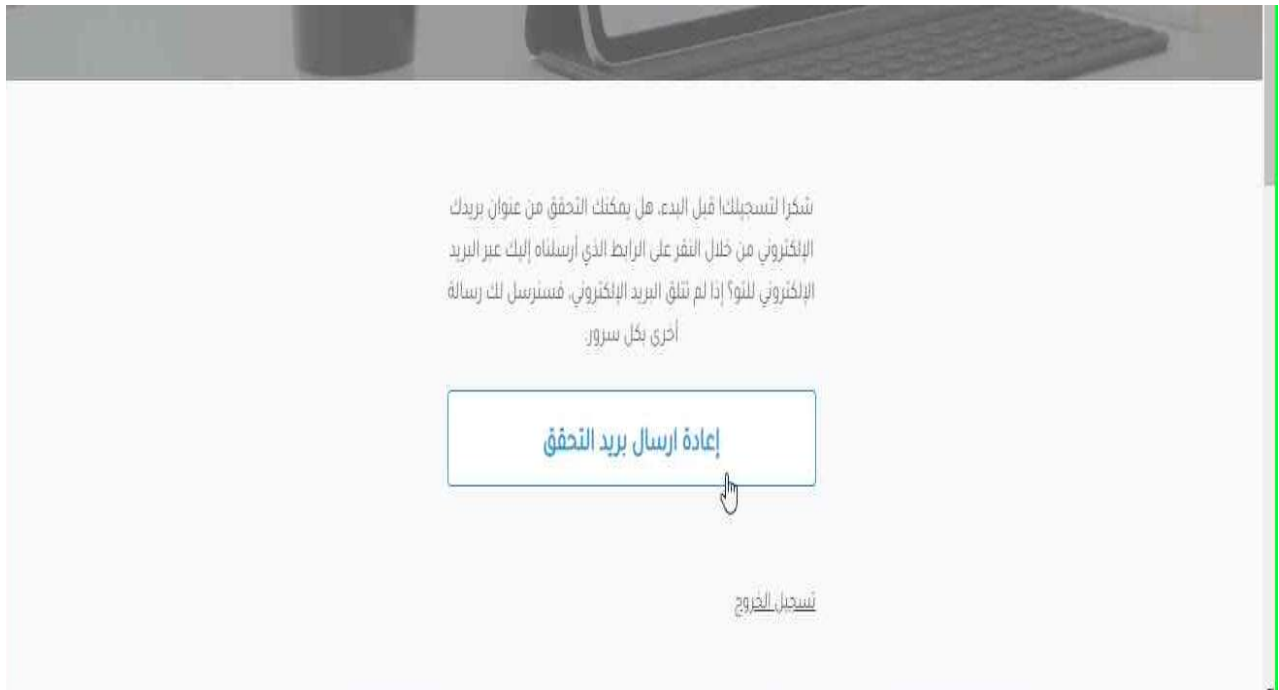 شكرا لتسجيلك! قبل البدء، هل يمكنك التحقق من عنوان بريدك
الإلكتروني من خلال النقر على الرابط الذي أرسلناه إليك عبر البريد
الإلكتروني للتو؟ إذا لم تتلق البريد الإلكتروني، فسنرسل لك رسالة
أخرى بكل سرور.
إعادة ارسال بريد التحقق
تسجيل الخروج